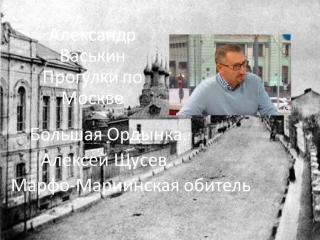 Александр
Васькин
Прогулки по
Москве
Большая Ордынка.
Алексей Щусев.
Марфо-Мариинская обитель